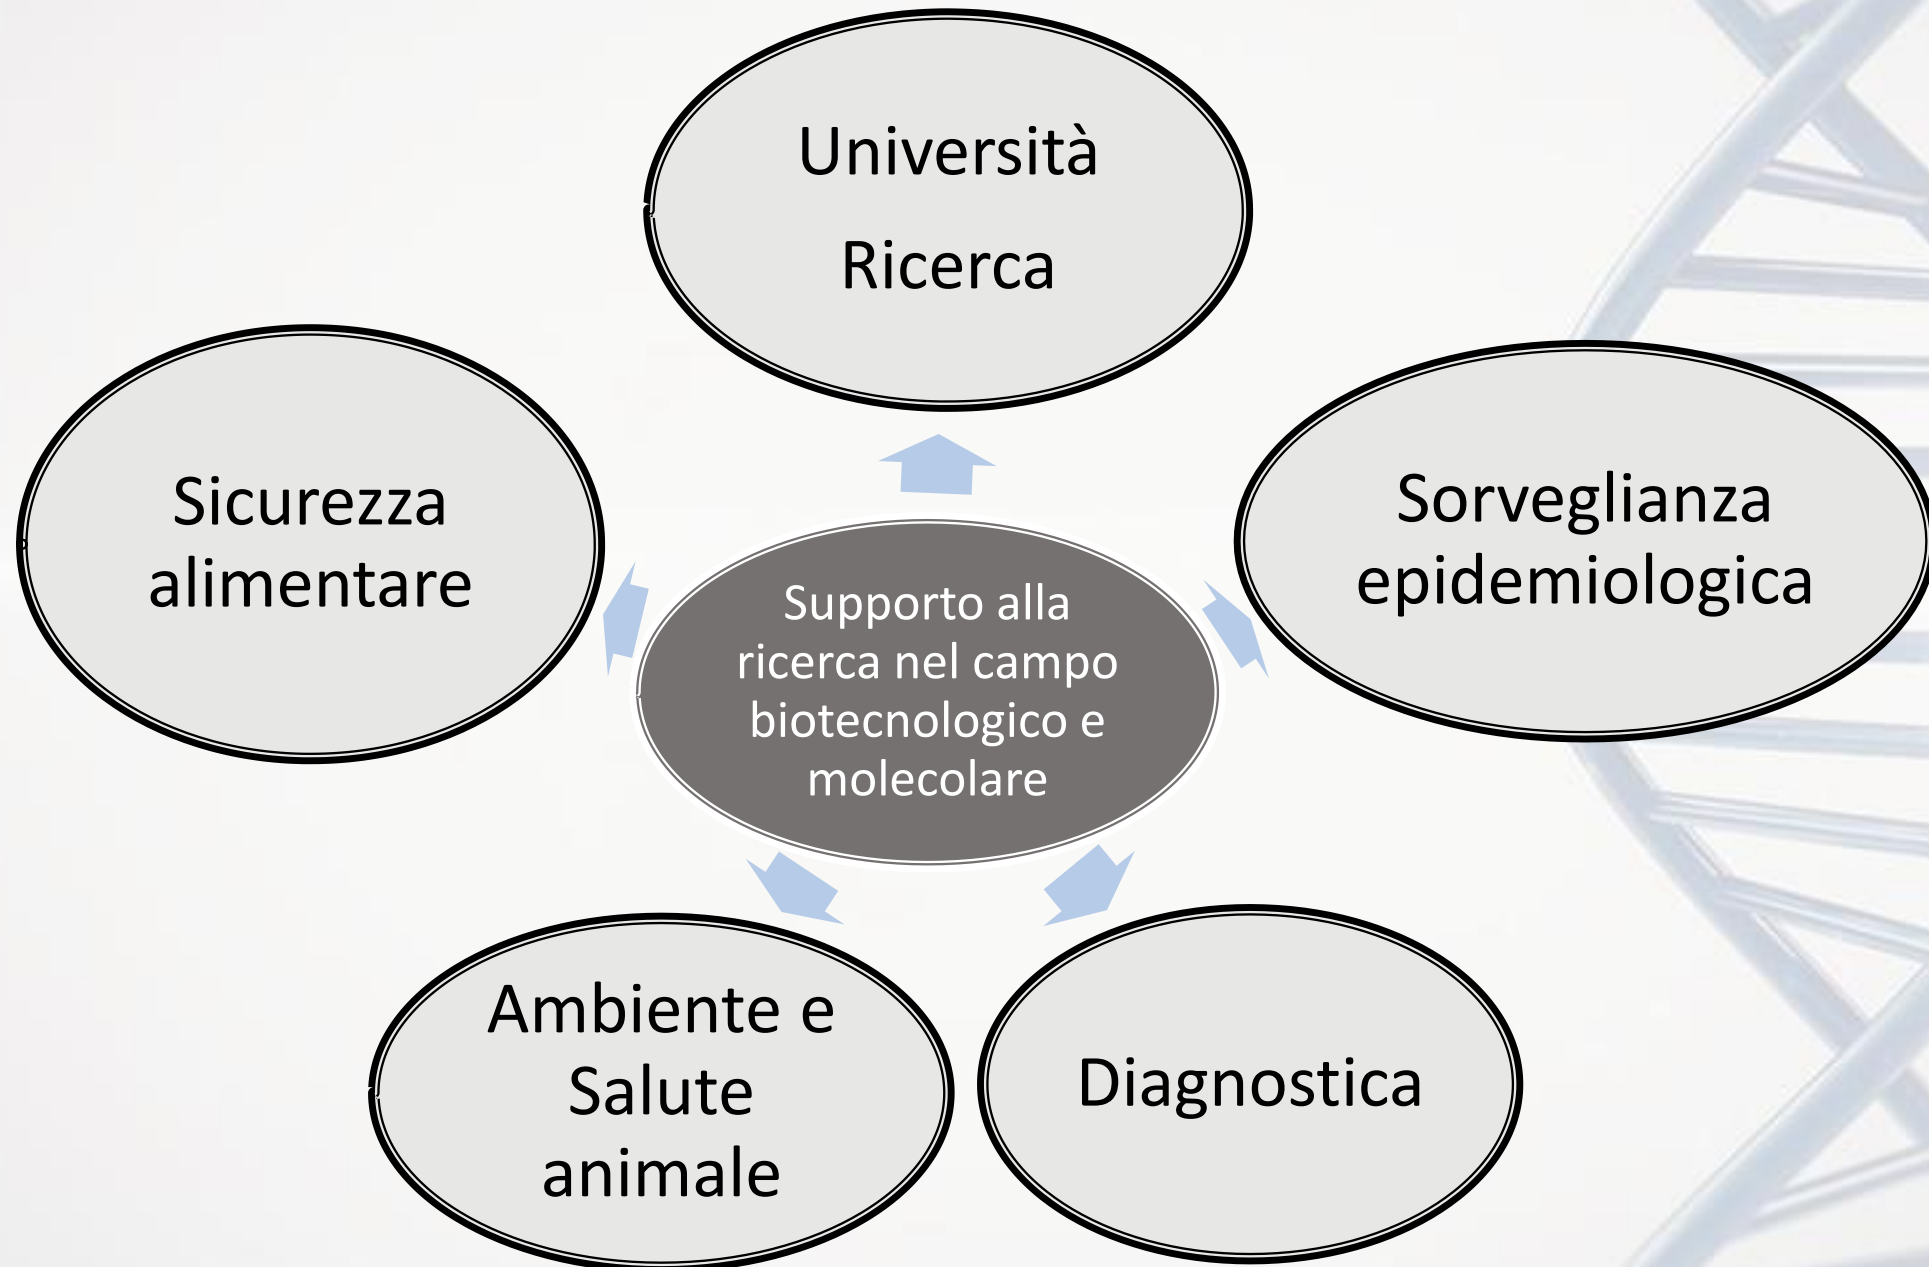 Università
Ricerca
Sicurezza
alimentare
Sorveglianza
epidemiologica
Supporto alla
ricerca nel campo
biotecnologico e
molecolare
Ambiente e
Salute
animale
Diagnostica